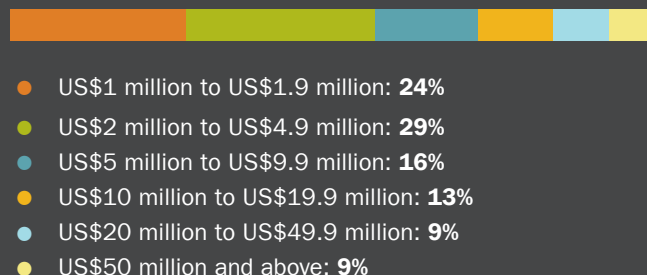 US$1 million to US$1.9 million: 24%
US$2 million to US$4.9 million: 29%
US$5 million to US$9.9 million: 16%
US$10 million to US$19.9 million: 13%
US$20 million to US$49.9 million: 9%
US$50 million and above: 9%